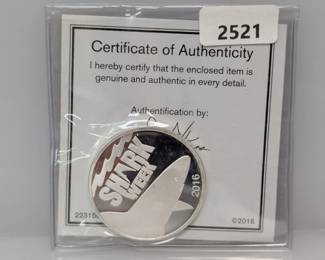 2521
Certificate of Authenticity
I hereby certify that the enclosed item is
genuine and authentic in every detail.
Authentication by:
SHARK
WEEK
2016
©2016